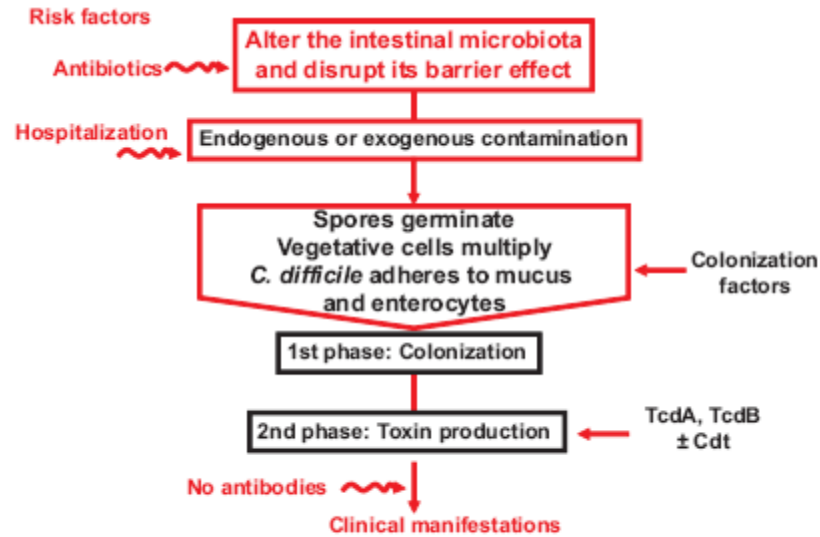 Risk factors
Alter the intestinal microbiota
and disrupt its barrier effect
Antibiotics
Hospitalization
Endogenous or exogenous contamination
Spores germinate
Vegetative cells multiply
C. difficile adheres to mucus
and enterocytes
Colonization
factors
1st phase: Colonization
2nd phase: Toxin production
TcdA, TcdB
± Cdt
No antibodies
Clinical manifestations